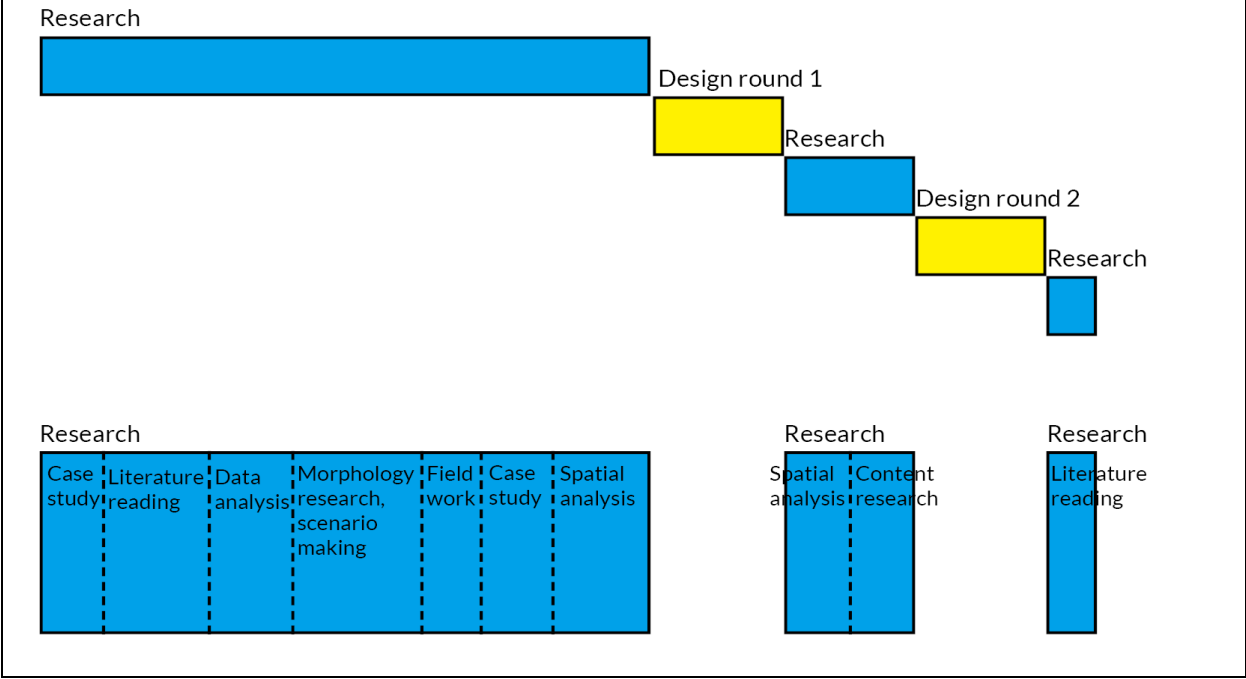 Research
Design round 1
Research
Design round 2
Research
Research
Case
study
Literature
reading
Data
analysis
Morphology
research,
scenario
making
Field
work
Case
study
Spatial
analysis
Research
Spatial
analysis
Content
research
Research
Literature
reading